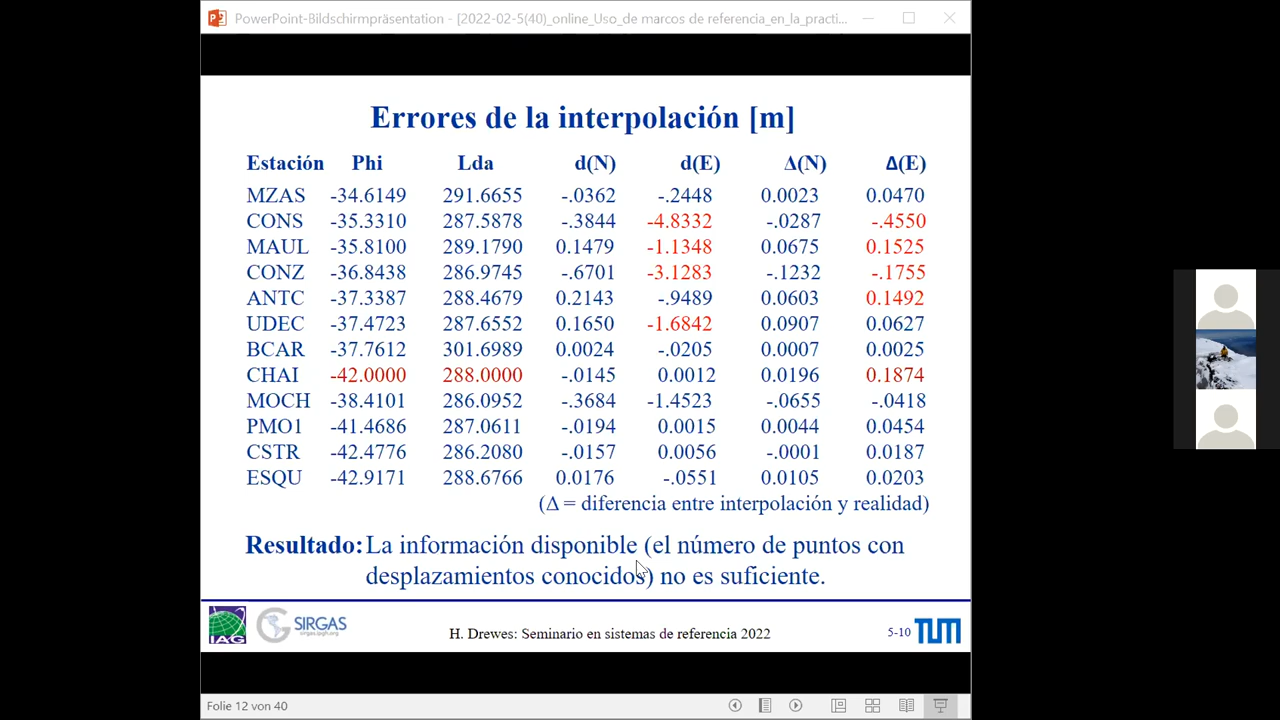 PowerPoint-Bildschirmpräsentation - [2022-02-5(40)_online_Uso_de marcos de referencia_en_la_practi...
Errores de la interpolación [m]
Estación Phi Lda d(N) d(E) Δ(N) Δ(E)
MZAS -34.6149 291.6655 -.0362 -.2448 0.0023 0.0470
CONS -35.3310 287.5878 -.3844 -4.8332 -.0287 -.4550
MAUL -35.8100 289.1790 0.1479 -1.1348 0.0675 0.1525
CONZ -36.8438 286.9745 -.6701 -3.1283 -.1232 -.1755
ANTC -37.3387 288.4679 0.2143 -.9489 0.0603 0.1492
UDEC -37.4723 287.6552 0.1650 -1.6842 0.0907 0.0627
BCAR -37.7612 301.6989 0.0024 -.0205 0.0007 0.0025
CHAI -42.0000 288.0000 -.0145 0.0012 0.0196 0.1874
MOCH -38.4101 286.0952 -.3684 -1.4523 -.0655 -.0418
PMO1 -41.4686 287.0611 -.0194 0.0015 0.0044 0.0454
CSTR -42.4776 286.2080 -.0157 0.0056 -.0001 0.0187
ESQU -42.9171 288.6766 0.0176 -.0551 0.0105 0.0203
(Δ = diferencia entre interpolación y realidad)
Resultado: La información disponible (el número de puntos con
desplazamientos conocidos) no es suficiente.
IAG SIRGAS
sirgas.ipgh.org
H. Drewes: Seminario en sistemas de referencia 2022
5-10 TUM
Folie 12 von 40